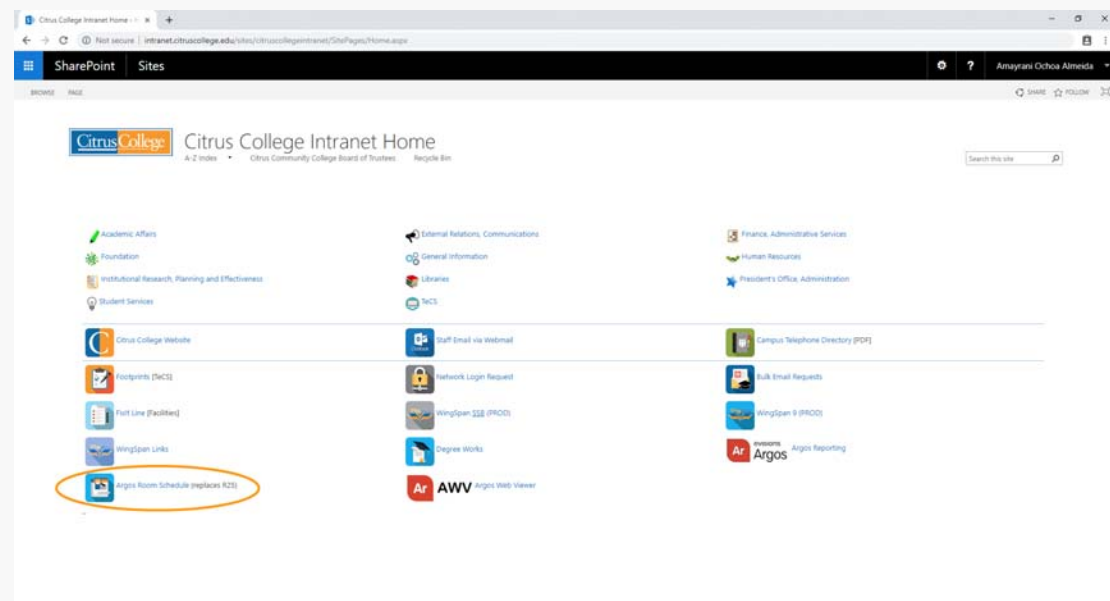 Citrus College Intranet Home -
Not secure | intranet.citruscollege.edu/sites/citruscollegeintranet/SitePages/Home.aspx
SharePoint Sites ? Amayrani Ochoa Almeida
BROWSE PAGE SHARE FOLLOW
CitrusCollege Citrus College Intranet Home
A-Z Index Citrus Community College Board of Trustees Recycle Bin
Search this site
Academic Affairs External Relations, Communications Finance, Administrative Services
Foundation General Information Human Resources
Institutional Research, Planning and Effectiveness Libraries President's Office, Administration
Student Services TeCS
Citrus College Website Staff Email via Webmail Campus Telephone Directory [PDF]
Footprints [TeCS] Network Login Request Bulk Email Requests
Fixit Line [Facilities] WingSpan SSB (PROD) WingSpan 9 (PROD)
WingSpan Links Degree Works Ar evisions Argos Argos Reporting
Argos Room Schedule (replaces R25) Ar AWV Argos Web Viewer